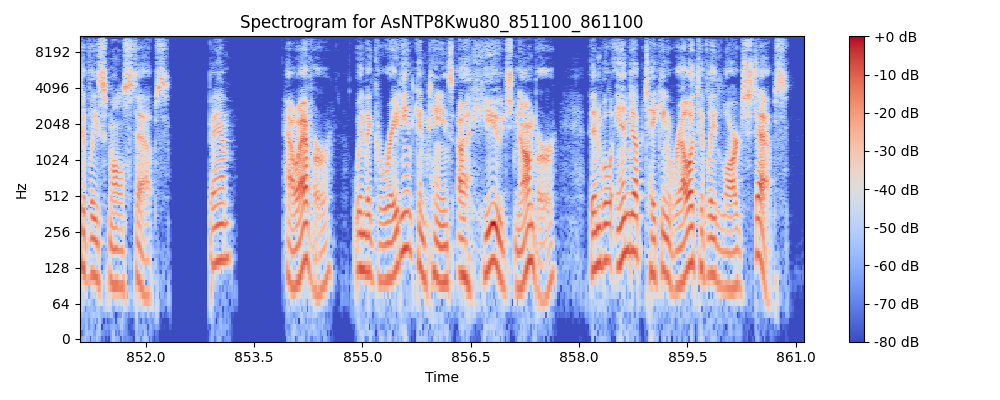 Spectrogram for AsNTP8Kwu80_851100_861100
Hz
8192
4096
2048
1024
512
256
128
64
0
852.0 853.5 855.0 856.5 858.0 859.5 861.0
Time
+0 dB
-10 dB
-20 dB
-30 dB
-40 dB
-50 dB
-60 dB
-70 dB
-80 dB